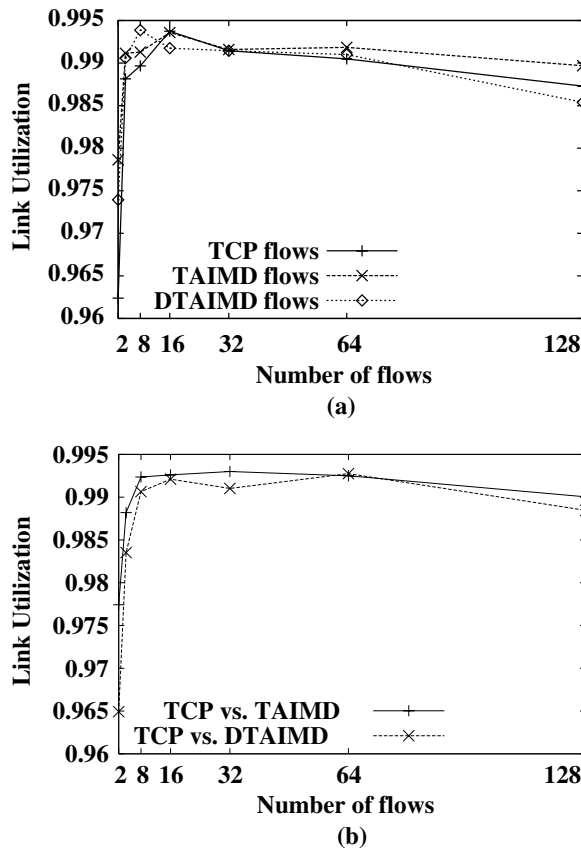 0.995
0.99
0.985
0.98
0.975
0.97
0.965
0.96
Link Utilization
TCP flows
TAIMD flows
DTAIMD flows
2 8 16 32 64 128
Number of flows
(a)
0.995
0.99
0.985
0.98
0.975
0.97
0.965
0.96
Link Utilization
TCP vs. TAIMD
TCP vs. DTAIMD
2 8 16 32 64 128
Number of flows
(b)